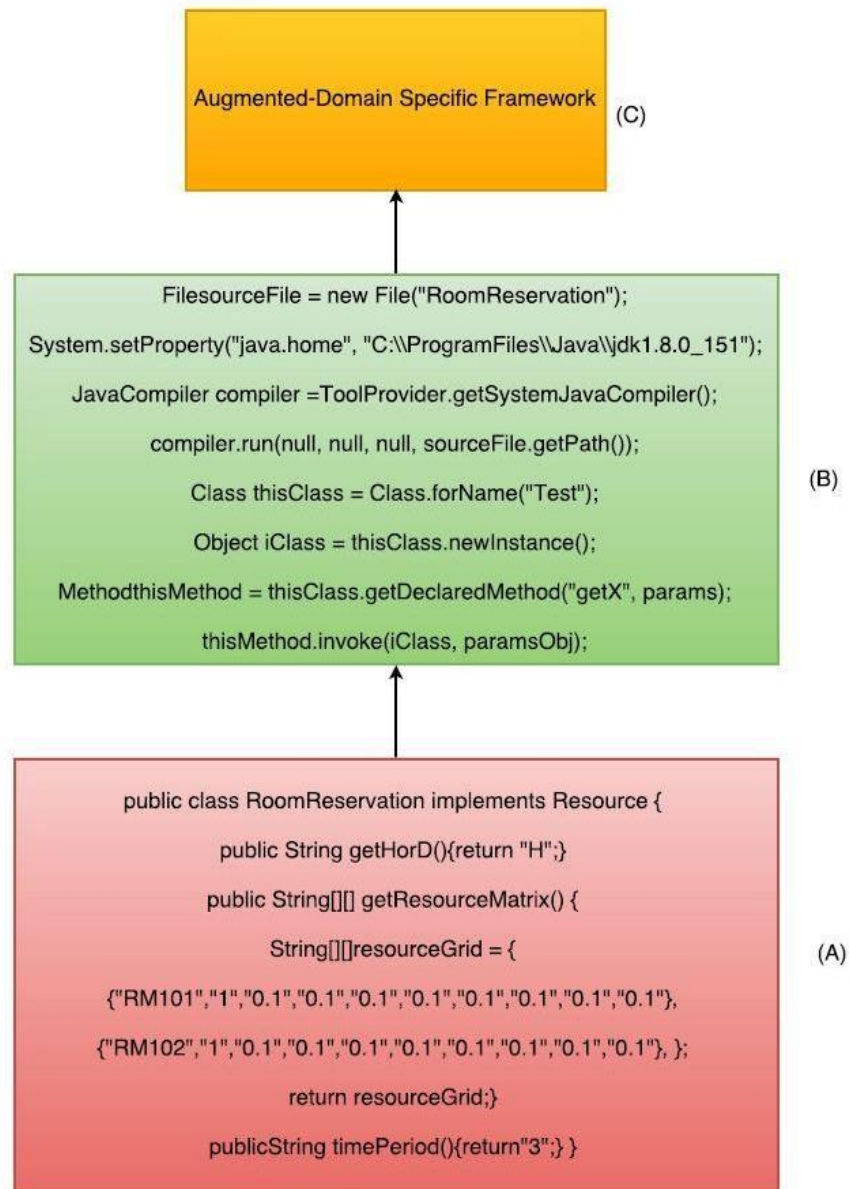 Augmented-Domain Specific Framework
(C)
FilesourceFile = new File("RoomReservation");
System.setProperty("java.home", "C:\\ProgramFiles\\Java\\jdk1.8.0_151");
JavaCompiler compiler =ToolProvider.getSystemJavaCompiler();
compiler.run(null, null, null, sourceFile.getPath());
Class thisClass = Class.forName("Test");
Object iClass = thisClass.newInstance();
MethodthisMethod = thisClass.getDeclaredMethod("getX", params);
thisMethod.invoke(iClass, paramsObj);
(B)
public class RoomReservation implements Resource {
public String getHorD(){return "H";}
public String[][] getResourceMatrix() {
String[][]resourceGrid = {
{"RM101","1","0.1","0.1","0.1","0.1","0.1","0.1","0.1","0.1"},
{"RM102","1","0.1","0.1","0.1","0.1","0.1","0.1","0.1","0.1"}, };
return resourceGrid;}
publicString timePeriod(){return"3";} }
(A)